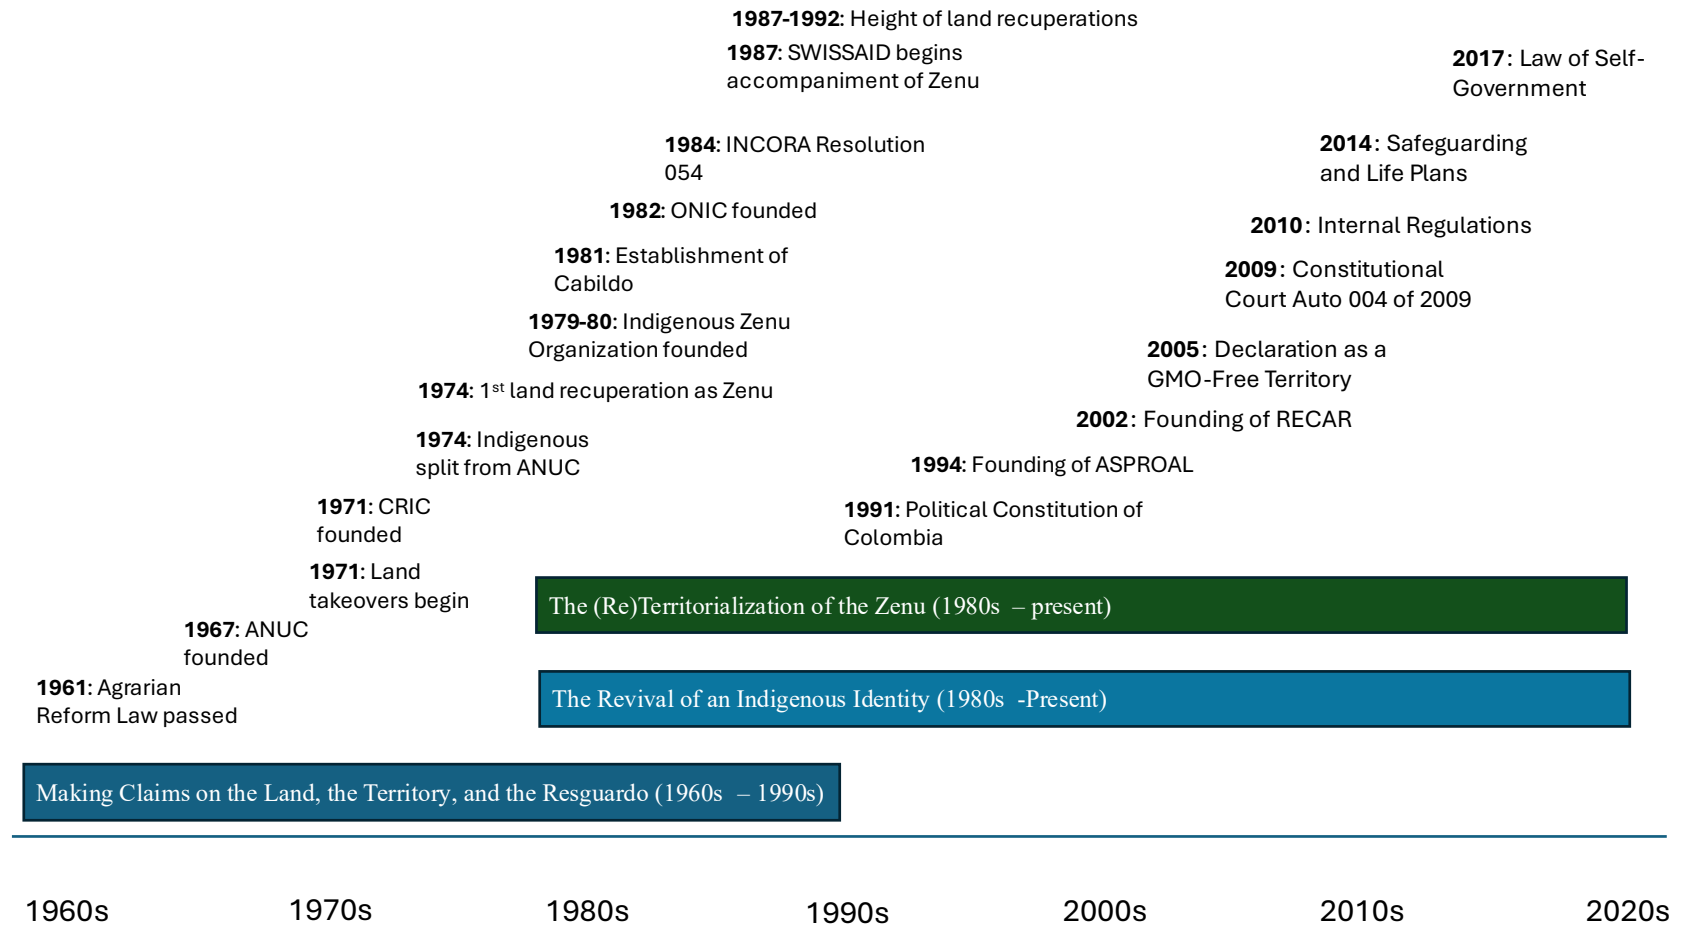 1987-1992: Height of land recuperations
1987: SWISSAID begins
accompaniment of Zenu
2017: Law of Self-
Government
1984: INCORA Resolution
054
2014: Safeguarding
and Life Plans
1982: ONIC founded
2010: Internal Regulations
1981: Establishment of
Cabildo
2009: Constitutional
Court Auto 004 of 2009
1979-80: Indigenous Zenu
Organization founded
2005: Declaration as a
GMO-Free Territory
1974: 1st land recuperation as Zenu
2002: Founding of RECAR
1974: Indigenous
split from ANUC
1994: Founding of ASPROAL
1971: CRIC
founded
1991: Political Constitution of
Colombia
1971: Land
takeovers begin
The (Re)Territorialization of the Zenu (1980s – present)
1967: ANUC
founded
1961: Agrarian
Reform Law passed
The Revival of an Indigenous Identity (1980s -Present)
Making Claims on the Land, the Territory, and the Resguardo (1960s – 1990s)
1960s 1970s 1980s 1990s 2000s 2010s 2020s